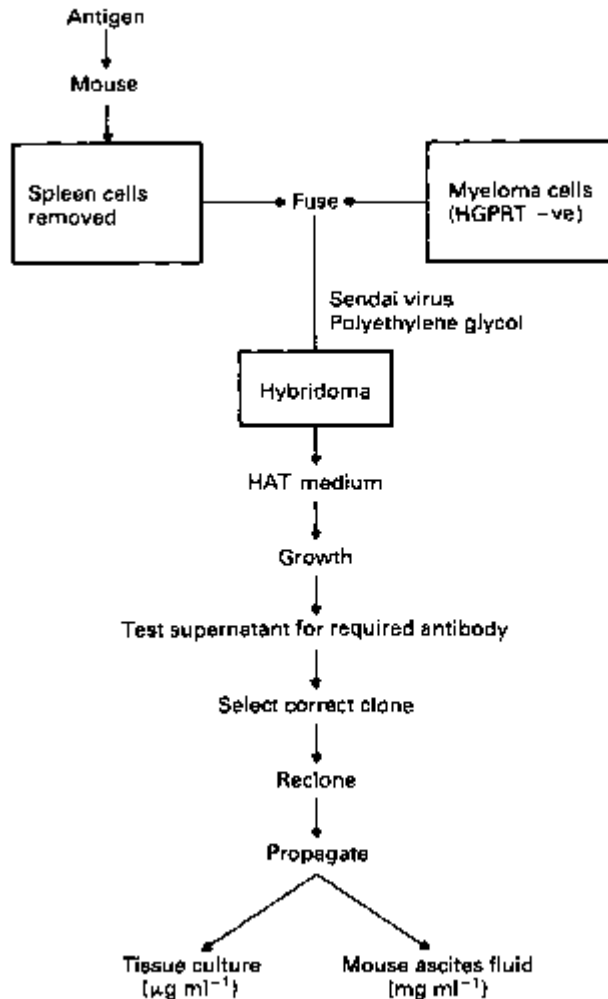 Antigen
Mouse
Spleen cells
removed
Fuse
Myeloma cells
(HGPRT -ve)
Sendai virus
Polyethylene glycol
Hybridoma
HAT medium
Growth
Test supernatant for required antibody
Select correct clone
Reclone
Propagate
Tissue culture
(μg ml⁻¹)
Mouse ascites fluid
(mg ml⁻¹)